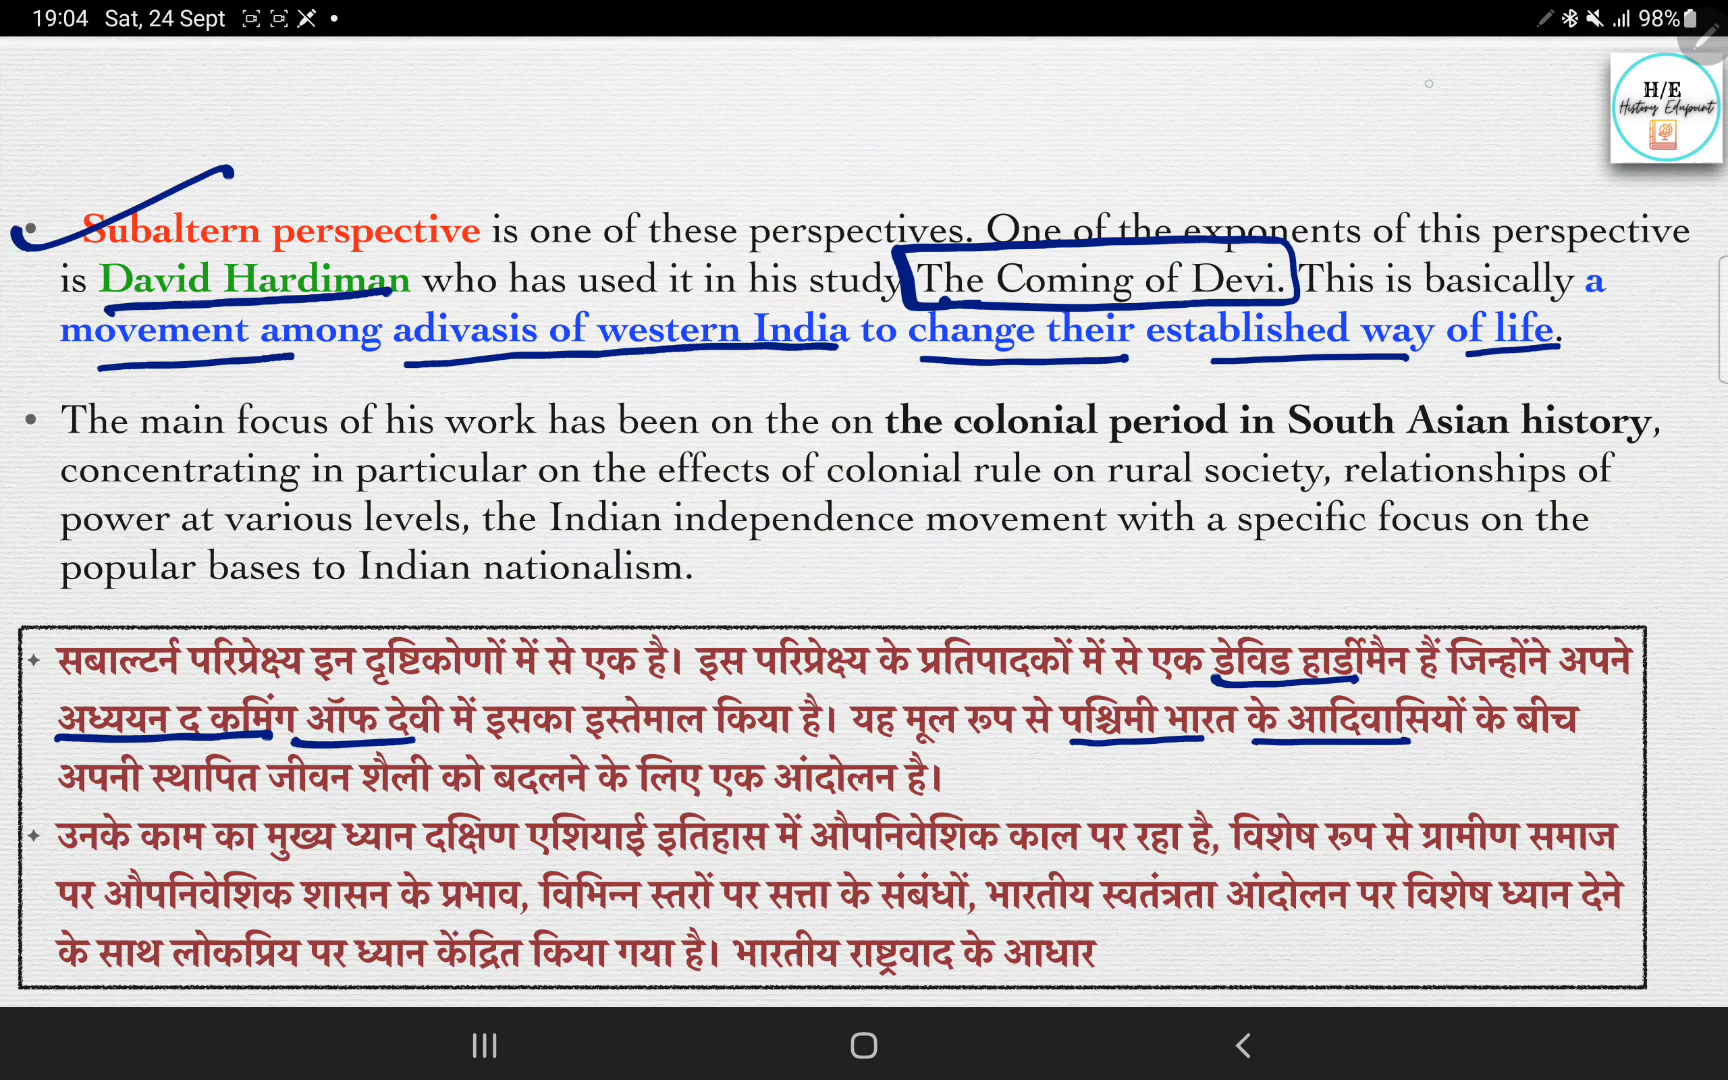 19:04 Sat, 24 Sept
98%
H/E
History Edupoint
Subaltern perspective is one of these perspectives. One of the exponents of this perspective
is David Hardiman who has used it in his study The Coming of Devi. This is basically a
movement among adivasis of western India to change their established way of life.
The main focus of his work has been on the on the colonial period in South Asian history,
concentrating in particular on the effects of colonial rule on rural society, relationships of
power at various levels, the Indian independence movement with a specific focus on the
popular bases to Indian nationalism.
सबाल्टर्न परिप्रेक्ष्य इन दृष्टिकोणों में से एक है। इस परिप्रेक्ष्य के प्रतिपादकों में से एक डेविड हार्डीमैन हैं जिन्होंने अपने
अध्ययन द कमिंग ऑफ देवी में इसका इस्तेमाल किया है। यह मूल रूप से पश्चिमी भारत के आदिवासियों के बीच
अपनी स्थापित जीवन शैली को बदलने के लिए एक आंदोलन है।
उनके काम का मुख्य ध्यान दक्षिण एशियाई इतिहास में औपनिवेशिक काल पर रहा है, विशेष रूप से ग्रामीण समाज
पर औपनिवेशिक शासन के प्रभाव, विभिन्न स्तरों पर सत्ता के संबंधों, भारतीय स्वतंत्रता आंदोलन पर विशेष ध्यान देने
के साथ लोकप्रिय पर ध्यान केंद्रित किया गया है। भारतीय राष्ट्रवाद के आधार